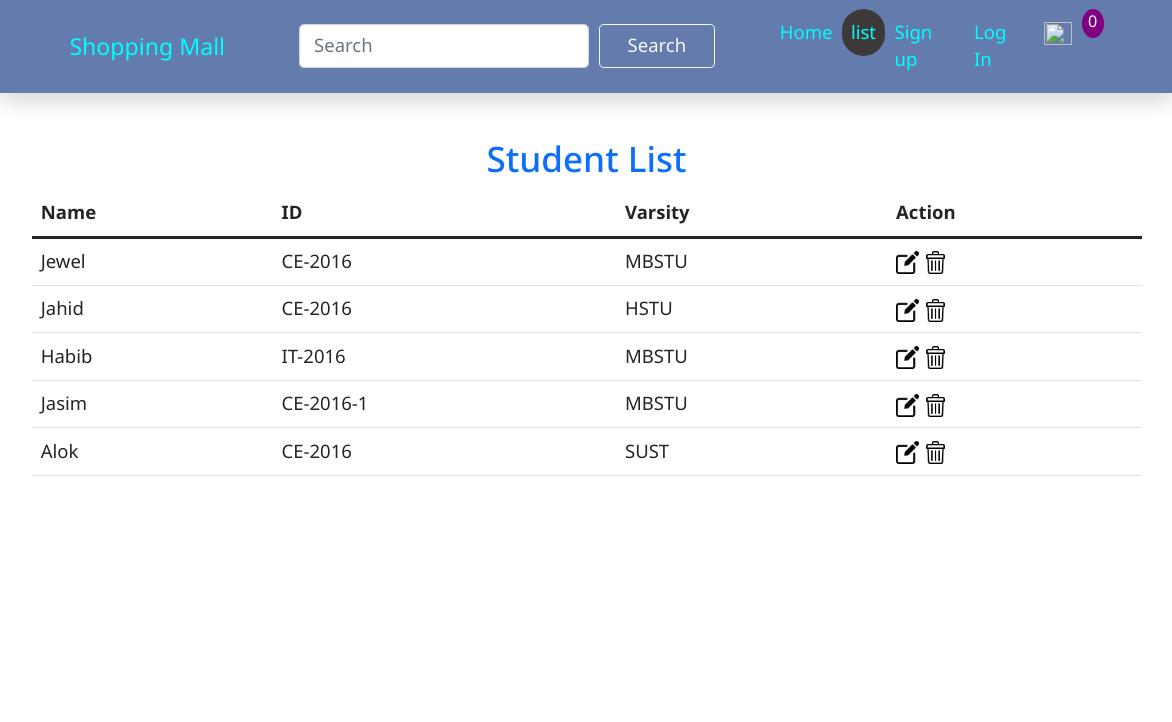 Shopping Mall
Search
Search
Home
list
Sign up
Log In
0
Student List
Name ID Varsity Action
Jewel CE-2016 MBSTU
Jahid CE-2016 HSTU
Habib IT-2016 MBSTU
Jasim CE-2016-1 MBSTU
Alok CE-2016 SUST